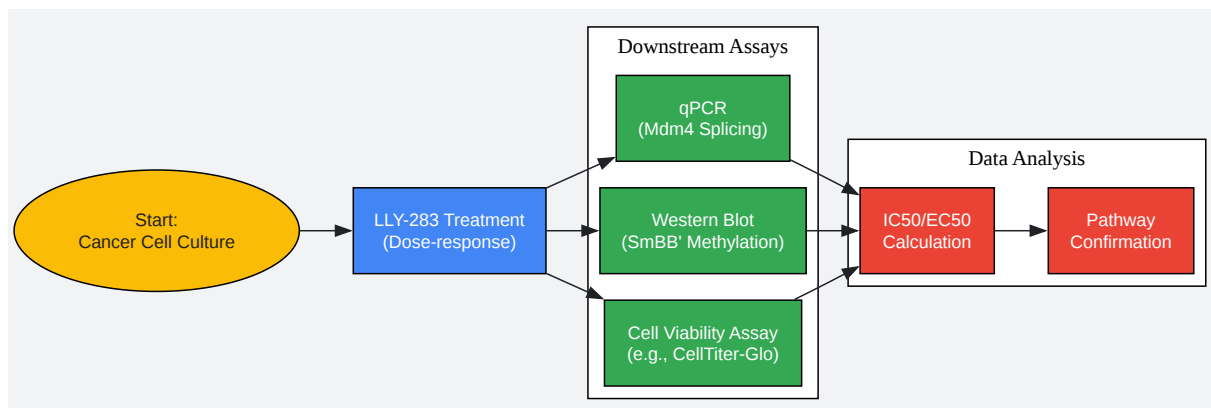 Start:
Cancer Cell Culture
LLY-283 Treatment
(Dose-response)
Downstream Assays
qPCR
(Mdm4 Splicing)
Western Blot
(SmBB' Methylation)
Cell Viability Assay
(e.g., CellTiter-Glo)
Data Analysis
IC50/EC50
Calculation
Pathway
Confirmation